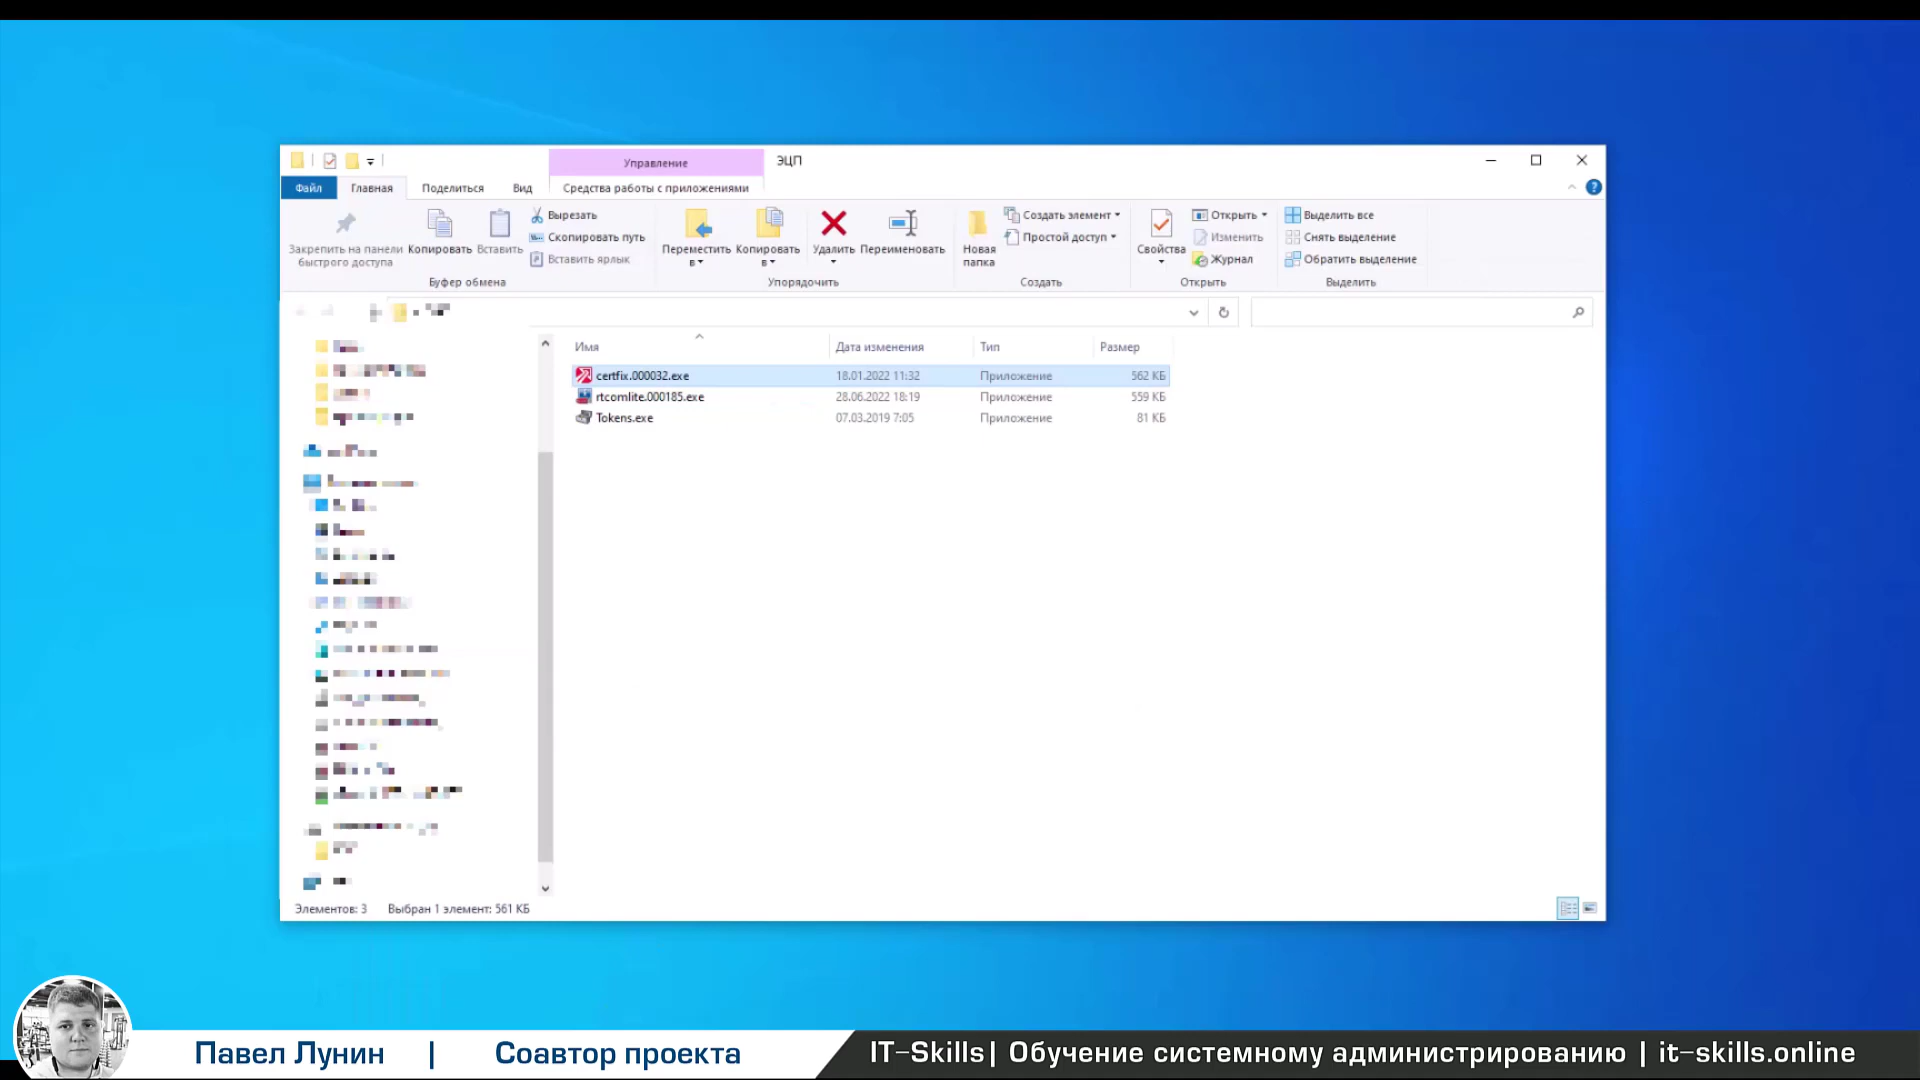 Управление
ЭЦП
Файл
Главная
Поделиться
Вид
Средства работы с приложениями
Закрепить на панели
быстрого доступа
Копировать
Вставить
Вырезать
Скопировать путь
Вставить ярлык
Буфер обмена
Переместить
в
Копировать
в
Удалить
Переименовать
Упорядочить
Новая
папка
Создать элемент
Простой доступ
Создать
Свойства
Открыть
Изменить
Журнал
Открыть
Выделить все
Снять выделение
Обратить выделение
Выделить
Имя Дата изменения Тип Размер
certfix.000032.exe 18.01.2022 11:32 Приложение 562 КБ
rtcomlite.000185.exe 28.06.2022 18:19 Приложение 559 КБ
Tokens.exe 07.03.2019 7:05 Приложение 81 КБ
Элементов: 3 Выбран 1 элемент: 561 КБ
Павел Лунин | Соавтор проекта
IT-Skills| Обучение системному администрированию | it-skills.online